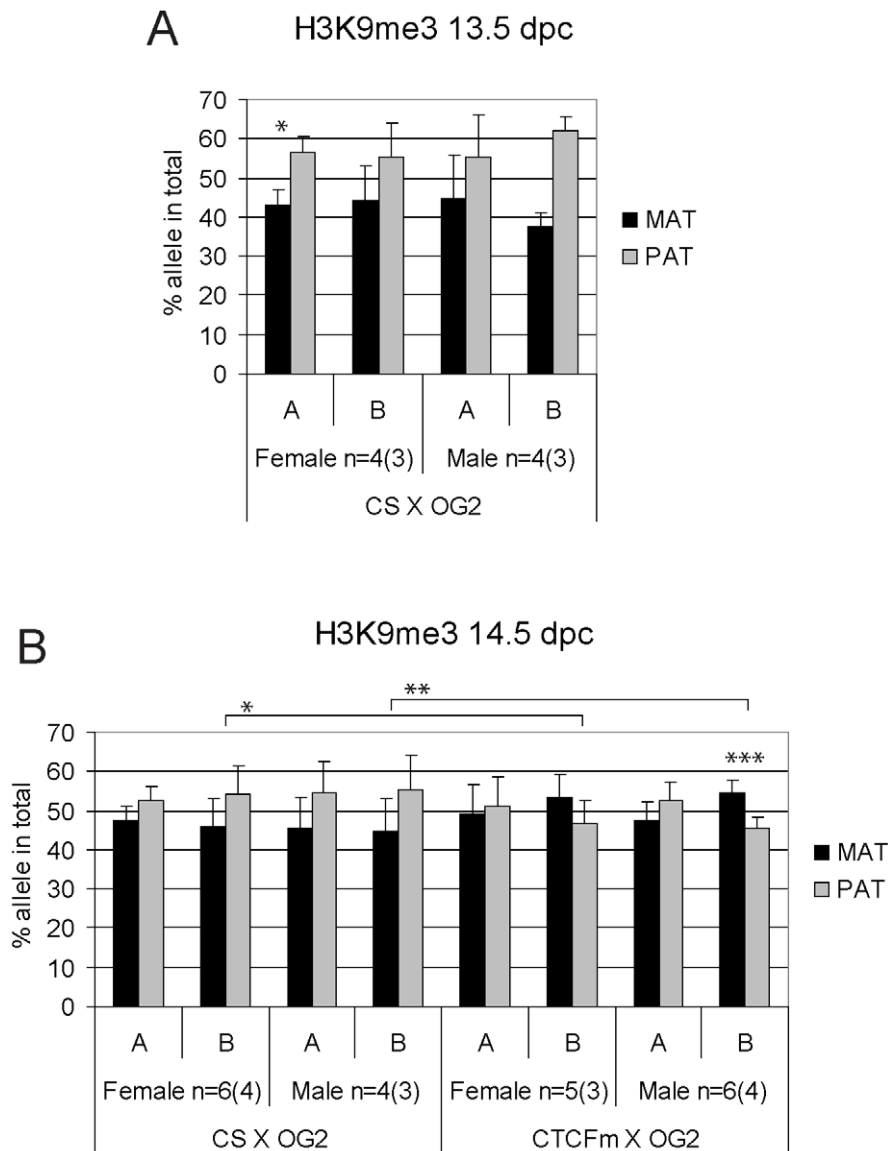 A
H3K9me3 13.5 dpc
% allele in total
70
60
50
40
30
20
10
0
*
MAT
PAT
A B A B
Female n=4(3) Male n=4(3)
CS X OG2
B
H3K9me3 14.5 dpc
* **
% allele in total
70
60
50
40
30
20
10
0
***
MAT
PAT
A B A B A B A B
Female n=6(4) Male n=4(3) Female n=5(3) Male n=6(4)
CS X OG2 CTCFm X OG2